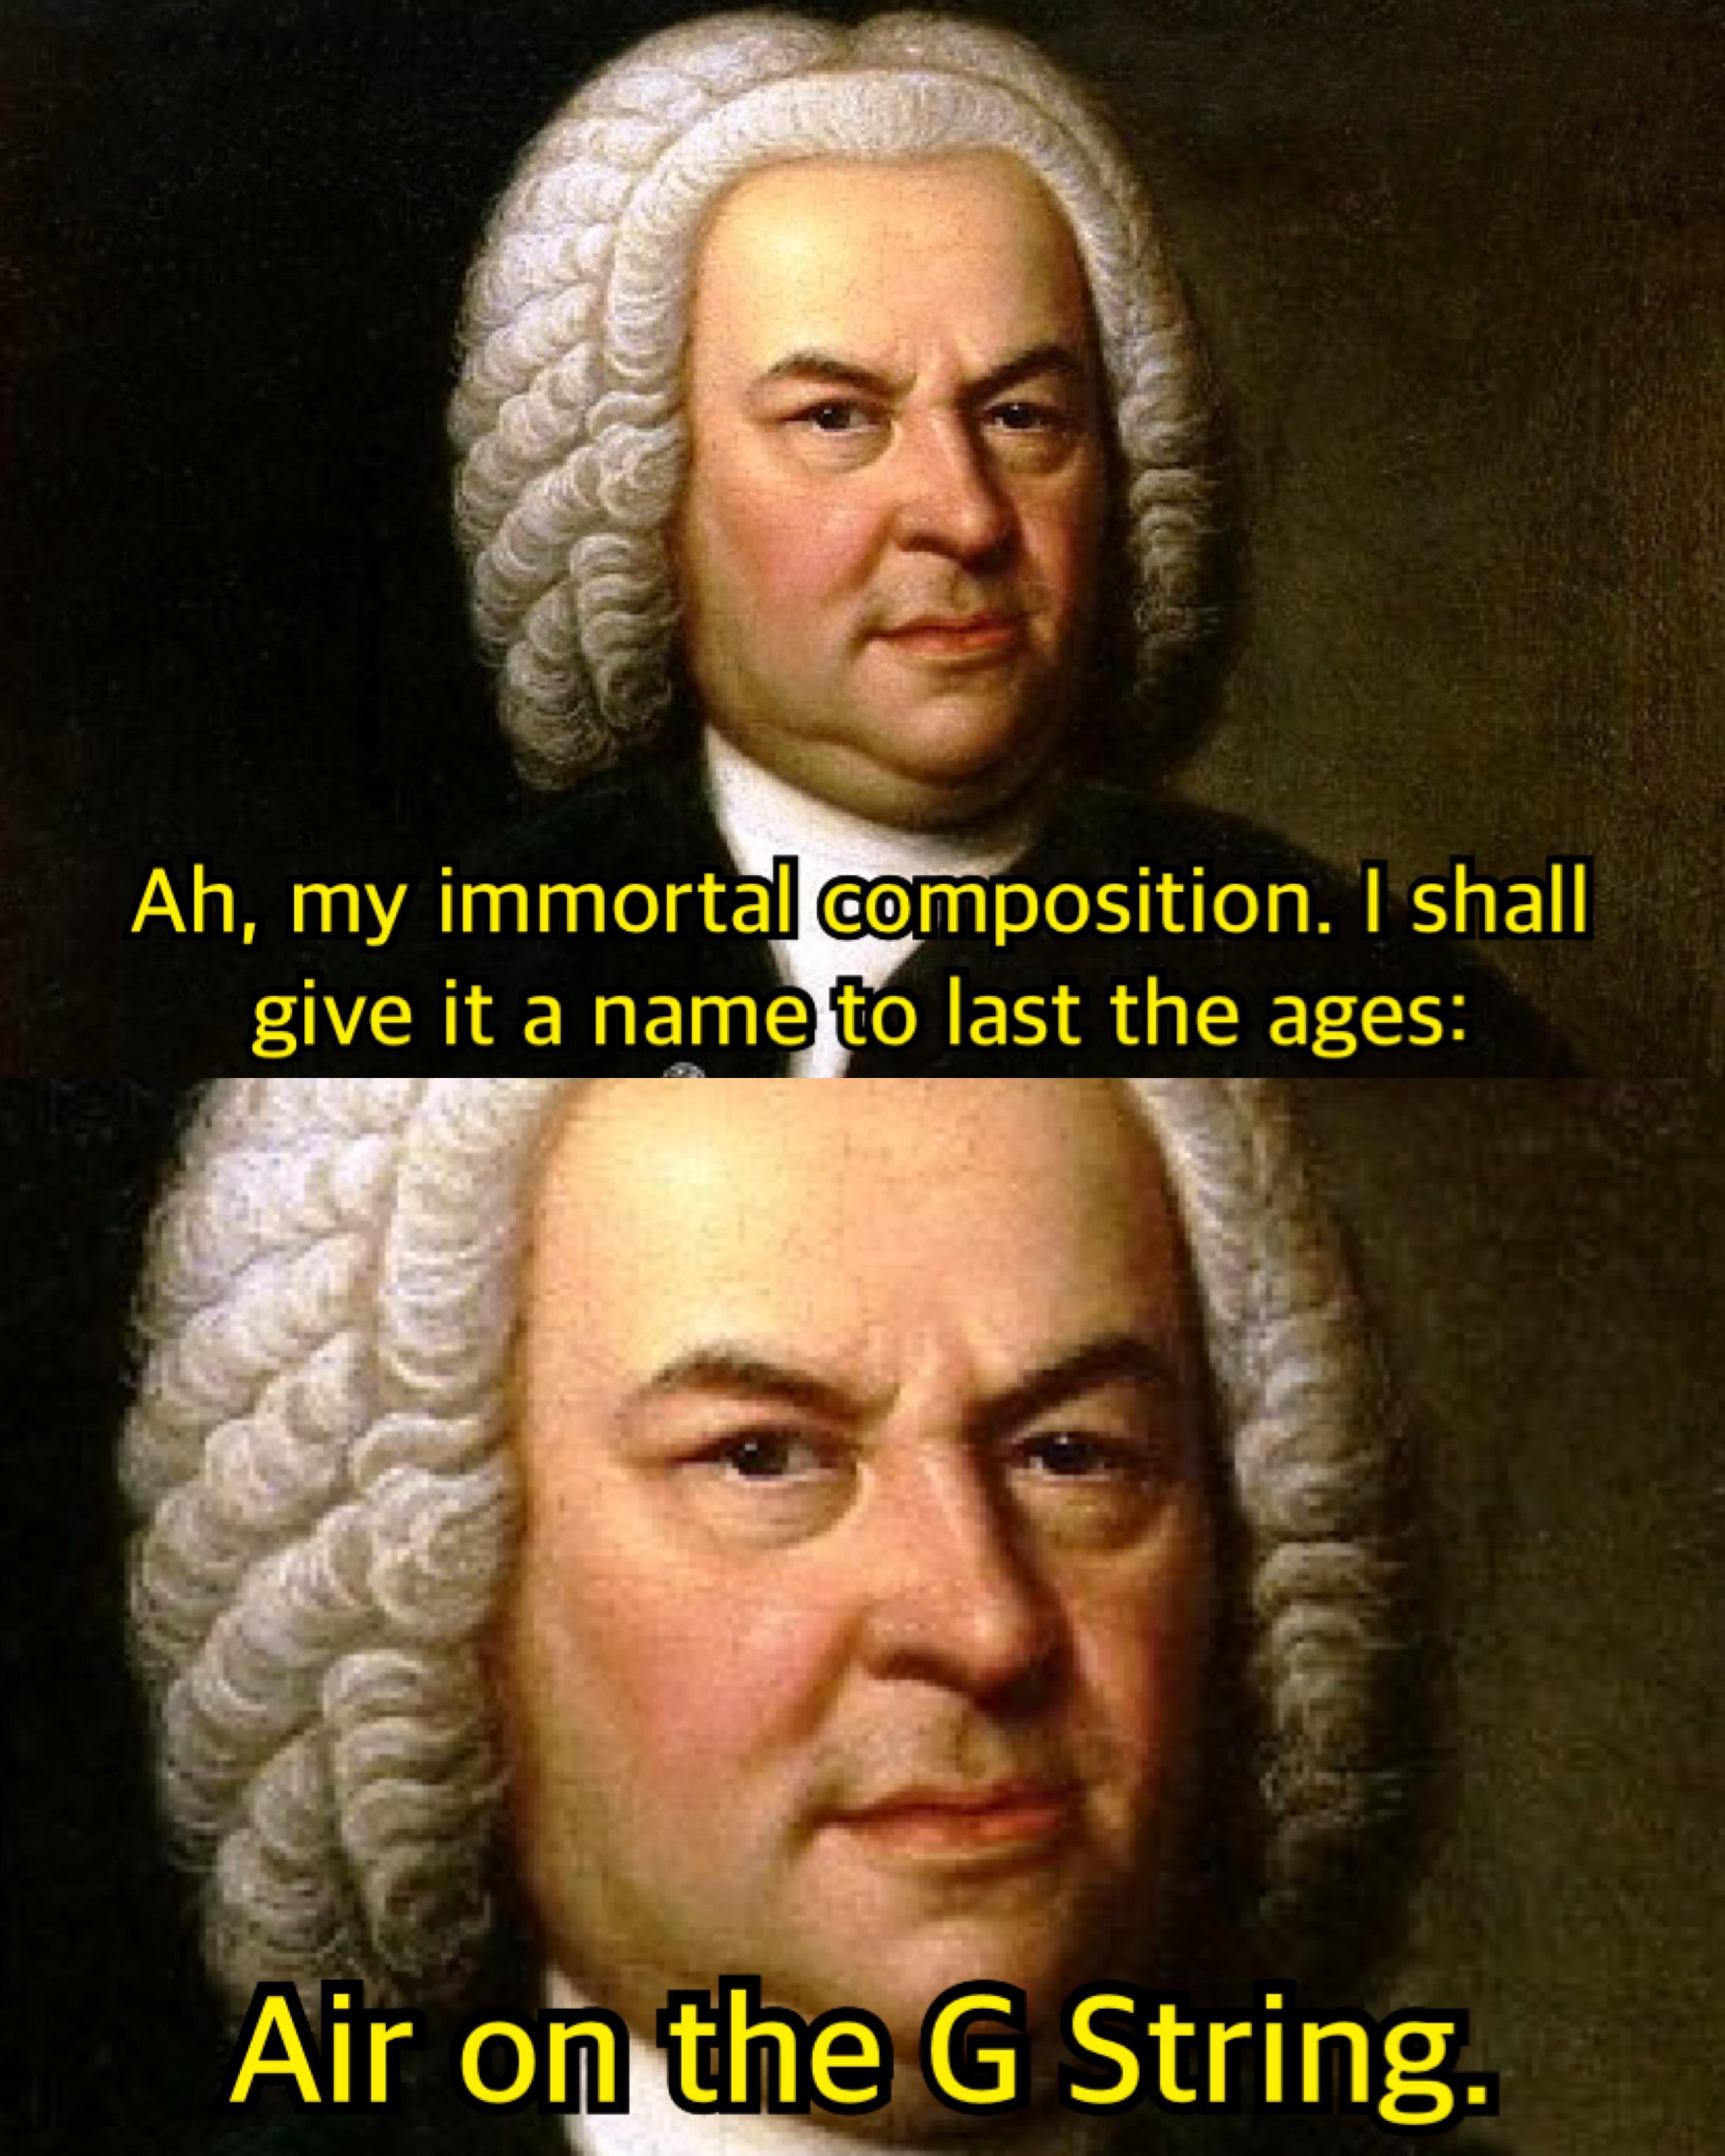 Ah, my immortal composition. I shall
give it a name to last the ages:
Air on the G String.